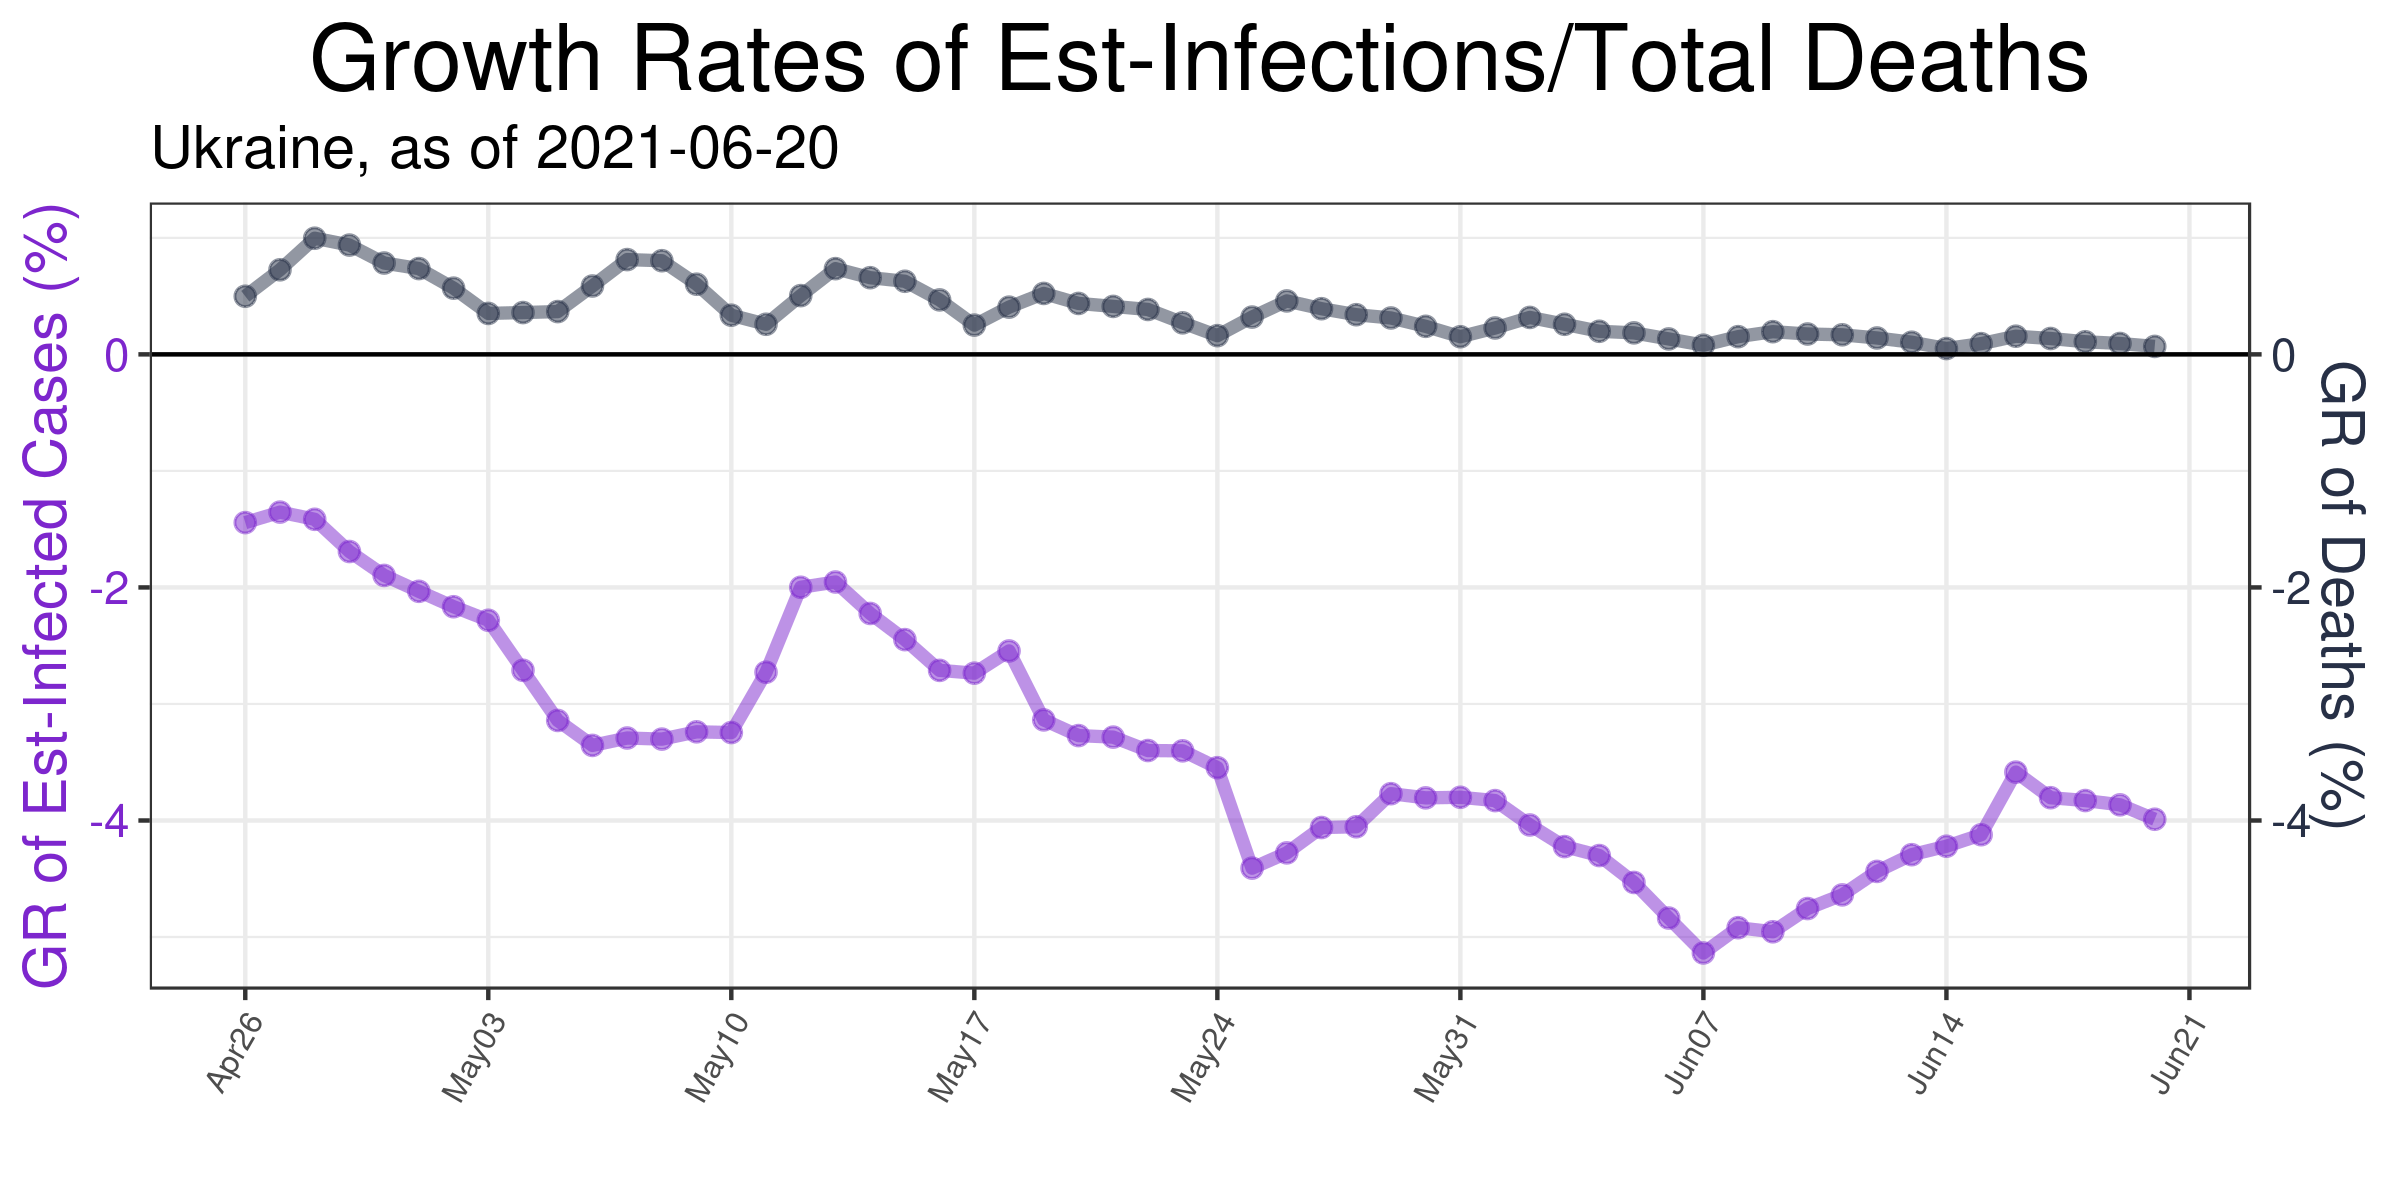 Growth Rates of Est-Infections/Total Deaths
Ukraine, as of 2021-06-20
GR of Est-Infected Cases (%)
0
-2
-4
0
-2
-4
GR of Deaths (%)
Apr26
May03
May10
May17
May24
May31
Jun07
Jun14
Jun21